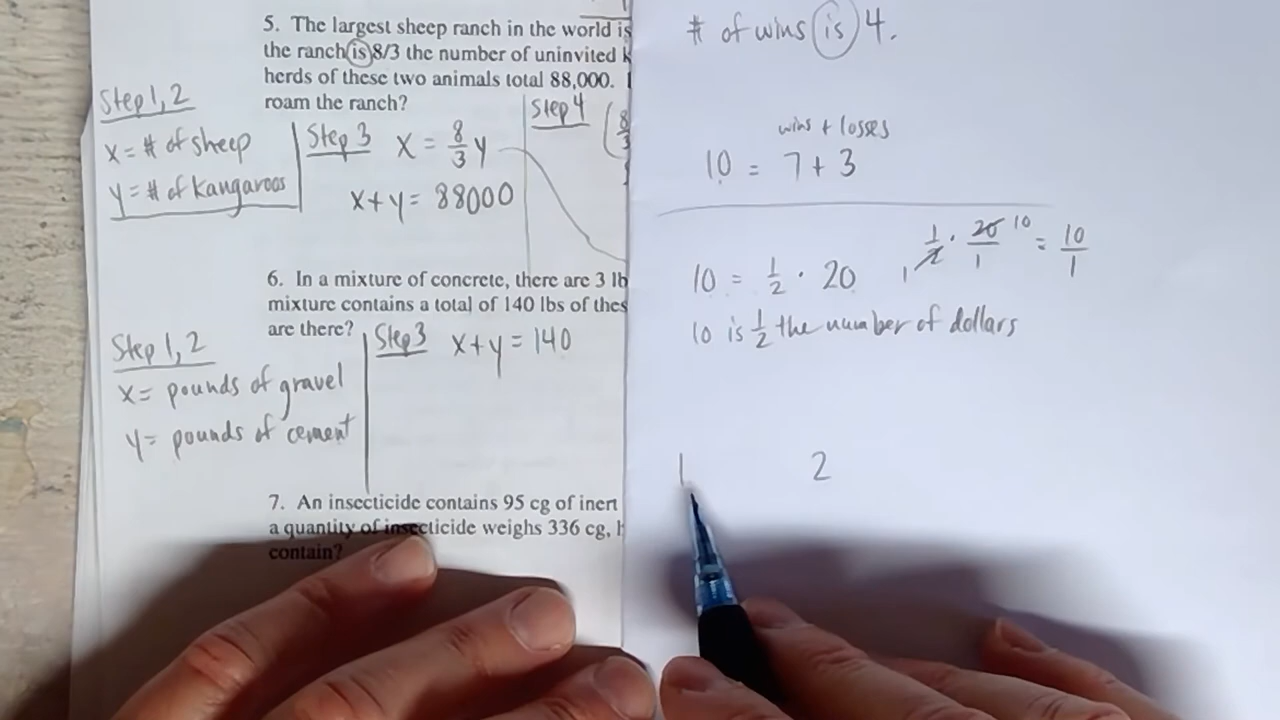 5. The largest sheep ranch in the world is
the ranch is 8/3 the number of uninvited k
herds of these two animals total 88,000.
roam the ranch?
Step 1,2
x = # of sheep
y = # of kangaroos
Step 3 x = 8/3 y
x+y = 88000
Step 4 (8/3
6. In a mixture of concrete, there are 3 lb
mixture contains a total of 140 lbs of thes
are there?
Step 1,2
x = pounds of gravel
y = pounds of cement
Step 3 x+y = 140
7. An insecticide contains 95 cg of inert
a quantity of insecticide weighs 336 cg, h
contain?
# of wins is 4.
wins + losses
10 = 7 + 3
1/2 · 20/1 = 10/1
1 1 10
10 = 1/2 · 20
10 is 1/2 the number of dollars
1 2